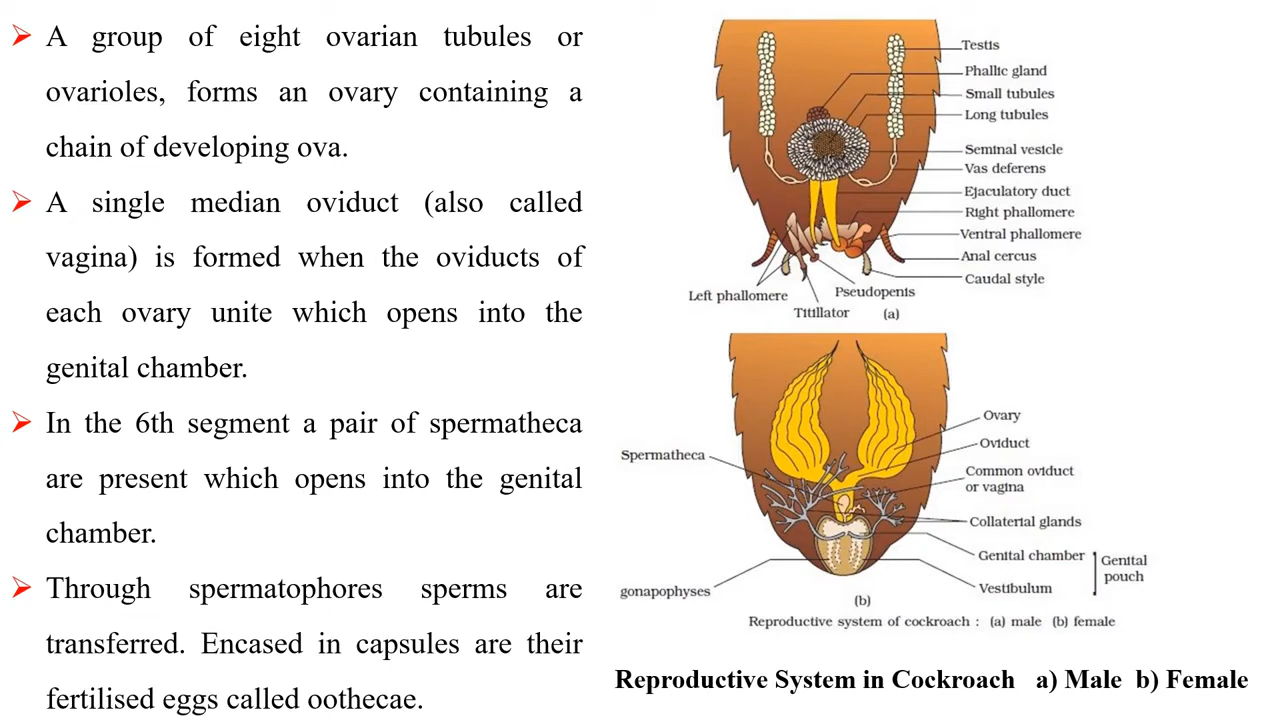 ➢ A group of eight ovarian tubules or
ovarioles, forms an ovary containing a
chain of developing ova.
➢ A single median oviduct (also called
vagina) is formed when the oviducts of
each ovary unite which opens into the
genital chamber.
➢ In the 6th segment a pair of spermatheca
are present which opens into the genital
chamber.
➢ Through spermatophores sperms are
transferred. Encased in capsules are their
fertilised eggs called oothecae.
Testis
Phallic gland
Small tubules
Long tubules
Seminal vesicle
Vas deferens
Ejaculatory duct
Right phallomere
Ventral phallomere
Anal cercus
Caudal style
Left phallomere
Pseudopenis
Titillator
(a)
Ovary
Oviduct
Spermatheca
Common oviduct
or vagina
Collaterial glands
Genital chamber
Genital
pouch
Vestibulum
gonapophyses
(b)
Reproductive system of cockroach : (a) male (b) female
Reproductive System in Cockroach a) Male b) Female